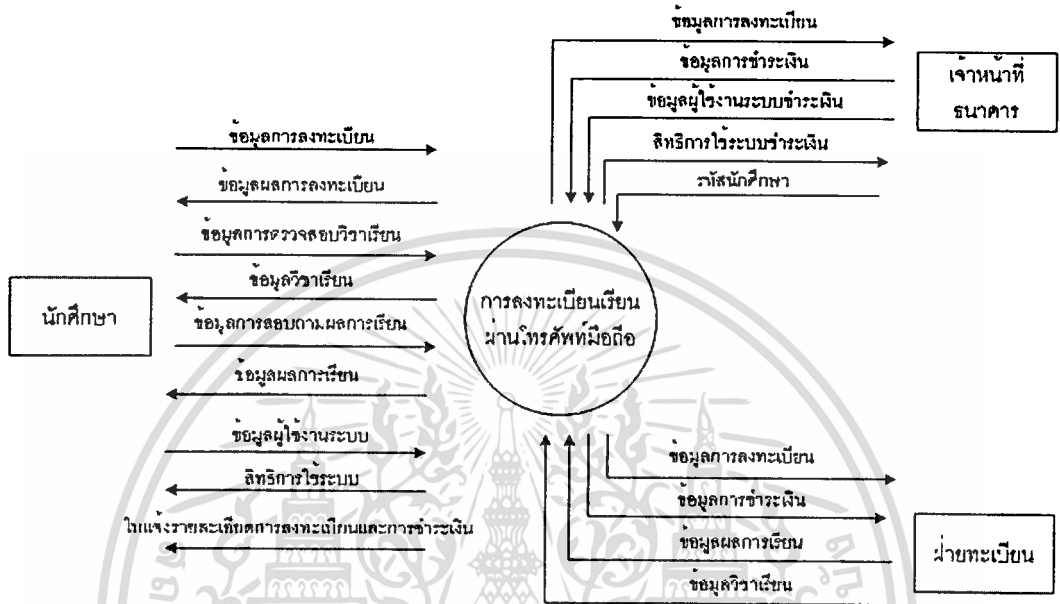 ข้อมูลการลงทะเบียน
ข้อมูลการชำระเงิน
ข้อมูลผู้ใช้งานระบบชำระเงิน
สิทธิการใช้ระบบชำระเงิน
รหัสนักศึกษา
เจ้าหน้าที่
ธนาคาร
ข้อมูลการลงทะเบียน
ข้อมูลผลการลงทะเบียน
ข้อมูลการตรวจสอบวิชาเรียน
ข้อมูลวิชาเรียน
ข้อมูลการสอบถามผลการเรียน
ข้อมูลผลการเรียน
ข้อมูลผู้ใช้งานระบบ
สิทธิการใช้ระบบ
ใบแจ้งรายละเอียดการลงทะเบียนและการชำระเงิน
นักศึกษา
การลงทะเบียนเรียน
ผ่านโทรศัพท์มือถือ
ข้อมูลการลงทะเบียน
ข้อมูลการชำระเงิน
ข้อมูลผลการเรียน
ข้อมูลวิชาเรียน
ฝ่ายทะเบียน